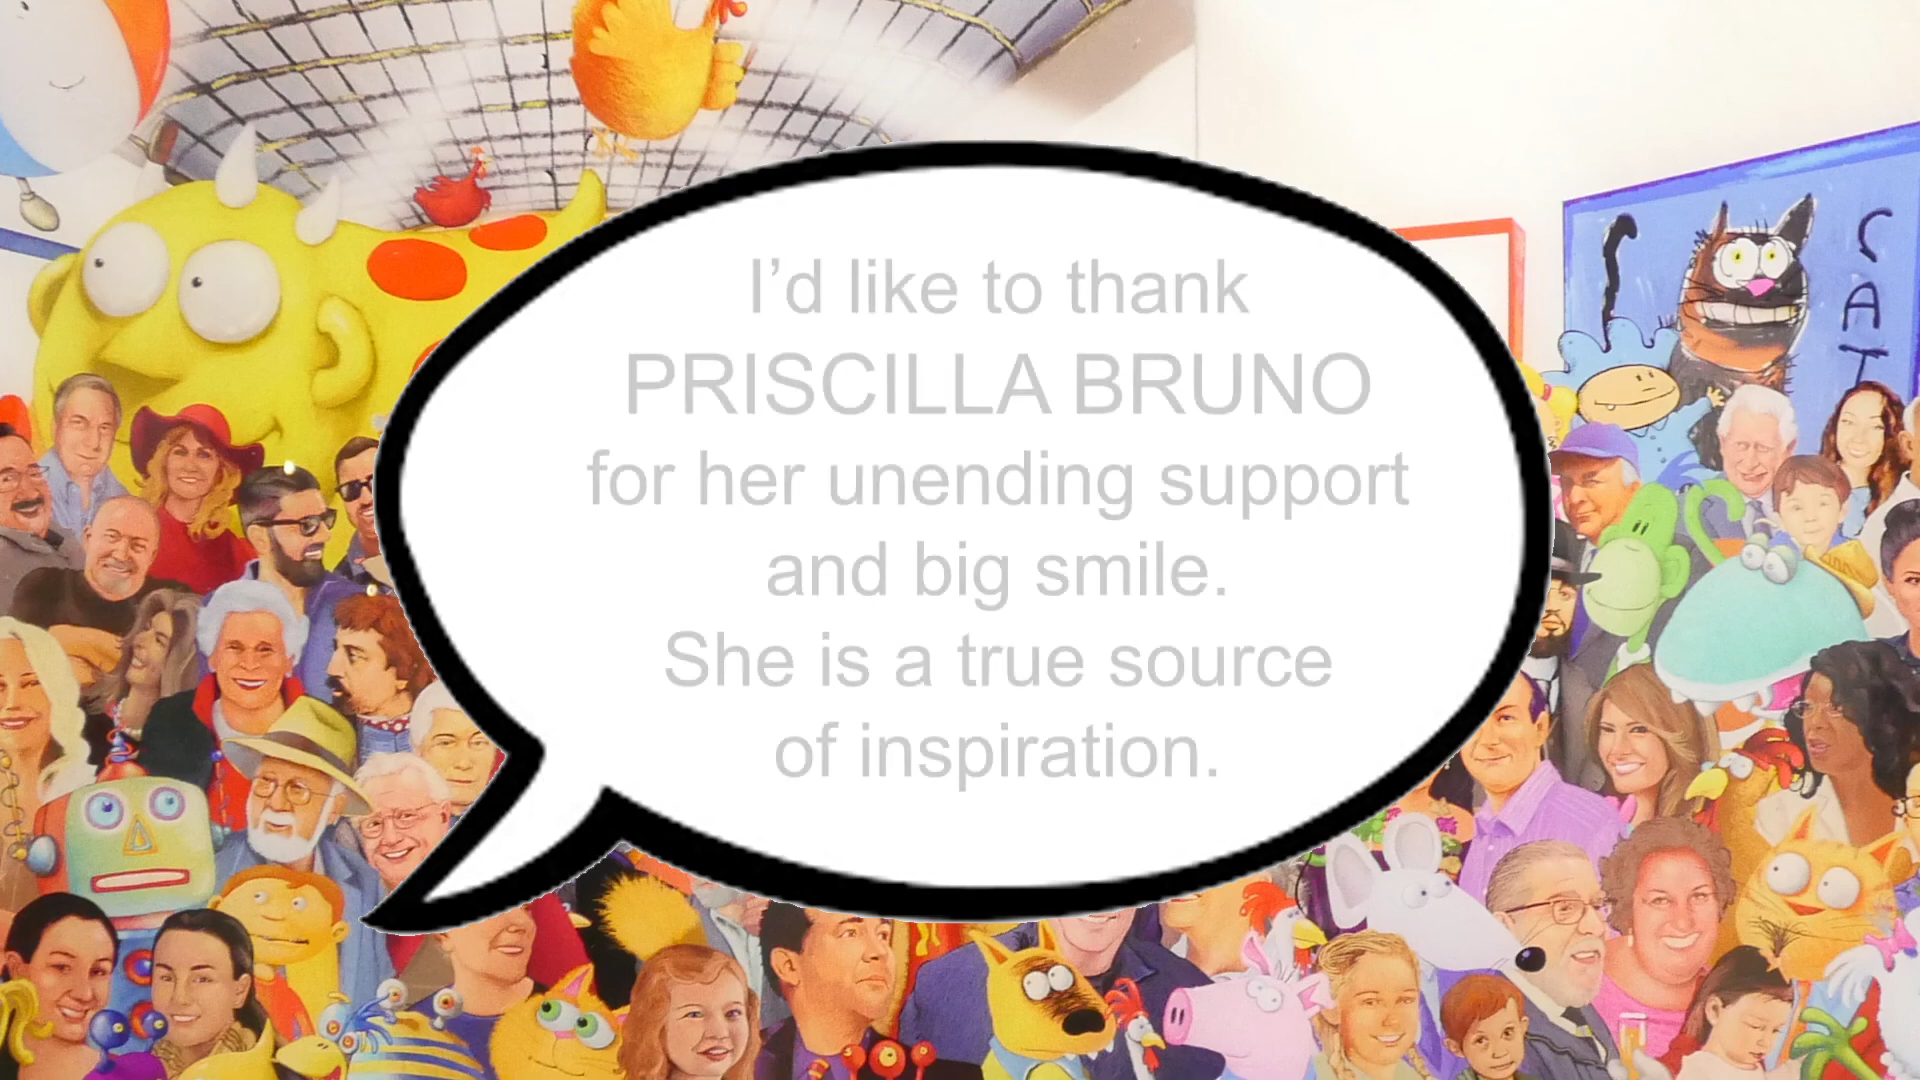 I’d like to thank
PRISCILLA BRUNO
for her unending support
and big smile.
She is a true source
of inspiration.
CAT